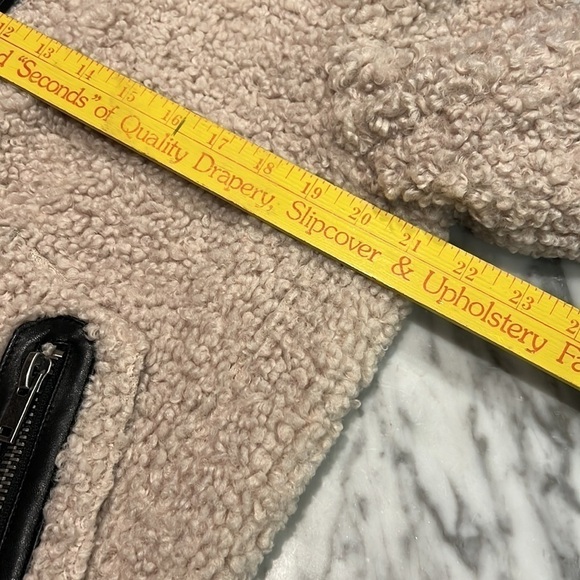 12 13 14 15 16 17 18 19 20 21 22 23
"Seconds" of Quality Drapery, Slipcover & Upholstery